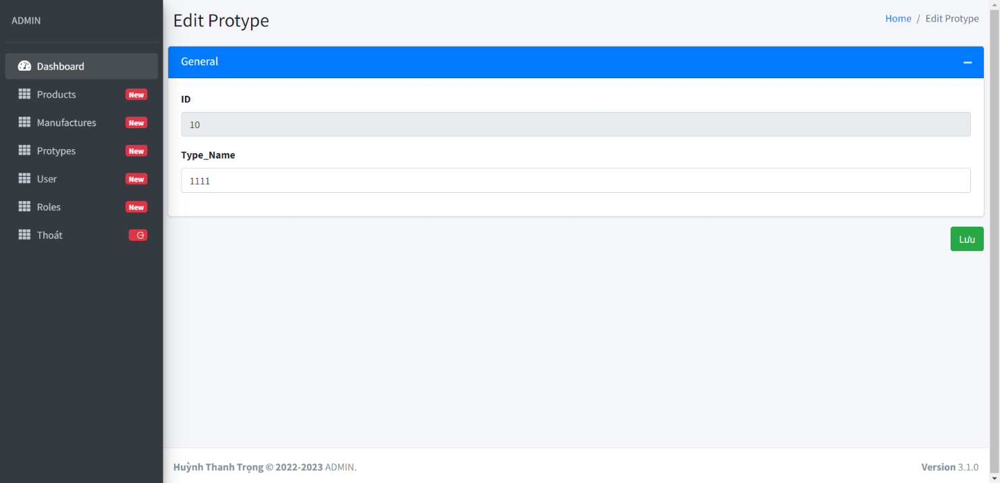 ADMIN
Dashboard
Products New
Manufactures New
Protypes New
User New
Roles New
Thoát
Edit Protype
Home / Edit Protype
General
ID
10
Type_Name
1111
Lưu
Huỳnh Thanh Trọng © 2022-2023 ADMIN.
Version 3.1.0